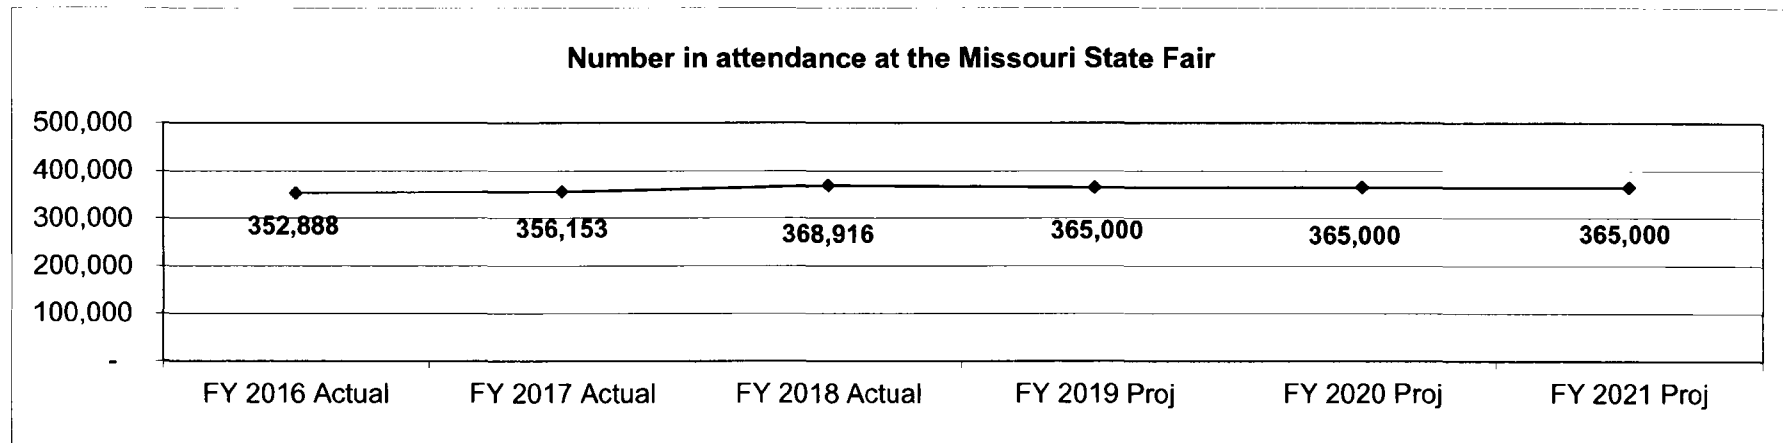 Number in attendance at the Missouri State Fair
500,000
400,000
300,000
200,000
100,000
-
352,888 356,153 368,916 365,000 365,000 365,000
FY 2016 Actual FY 2017 Actual FY 2018 Actual FY 2019 Proj FY 2020 Proj FY 2021 Proj